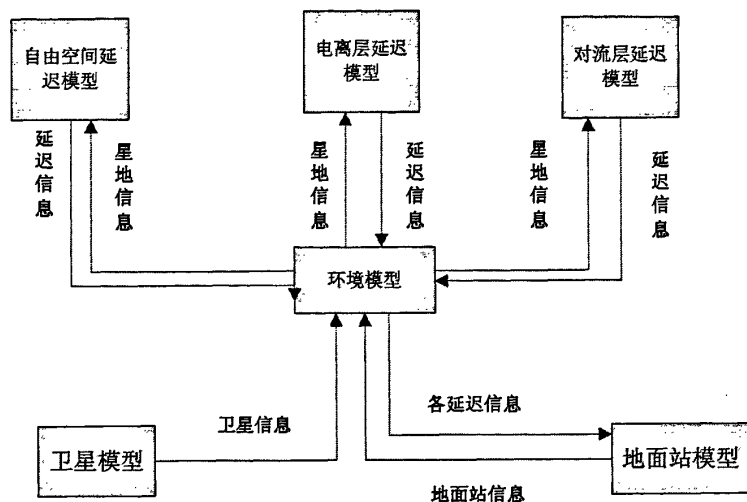 自由空间延
迟模型
电离层延迟
模型
对流层延迟
模型
延迟信息
星地信息
星地信息
延迟信息
星地信息
延迟信息
环境模型
卫星信息
各延迟信息
卫星模型
地面站模型
地面站信息